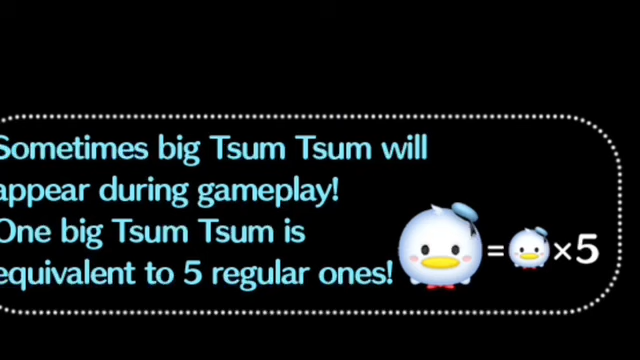 Sometimes big Tsum Tsum will
appear during gameplay!
One big Tsum Tsum is
equivalent to 5 regular ones!
=×5